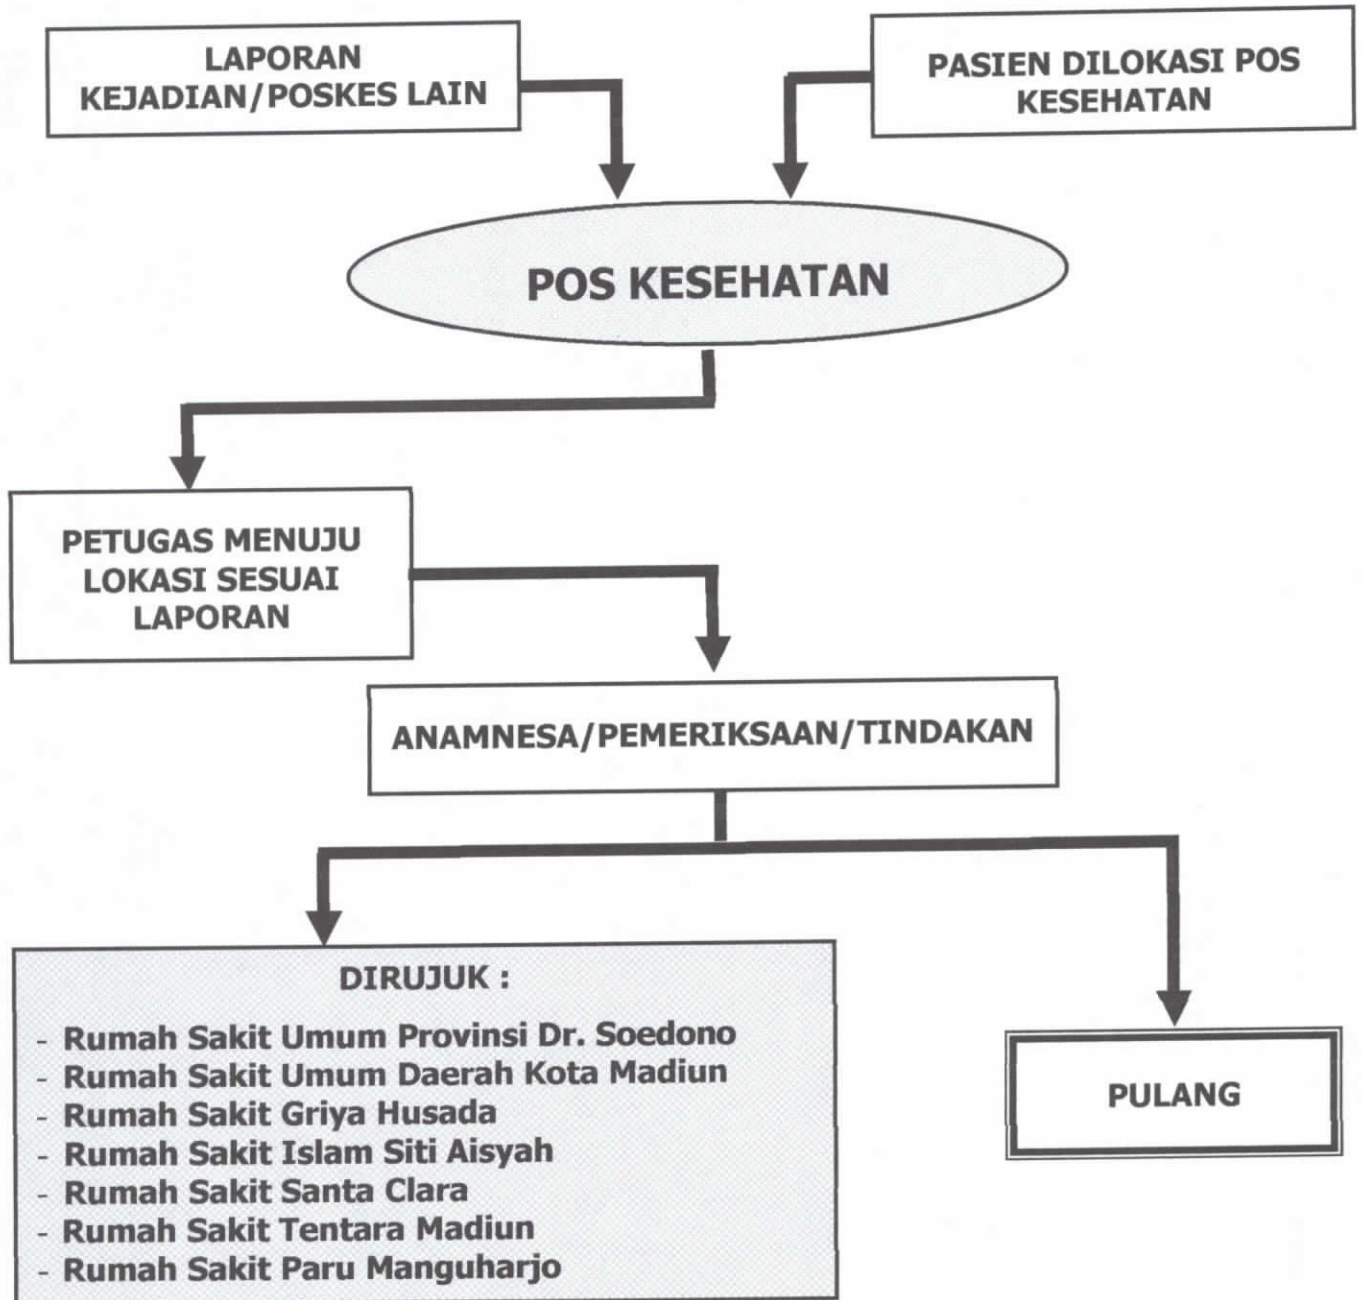 LAPORAN
KEJADIAN/POSKES LAIN
PASIEN DILOKASI POS
KESEHATAN
POS KESEHATAN
PETUGAS MENUJU
LOKASI SESUAI
LAPORAN
ANAMNESA/PEMERIKSAAN/TINDAKAN
DIRUJUK :
- Rumah Sakit Umum Provinsi Dr. Soedono
- Rumah Sakit Umum Daerah Kota Madiun
- Rumah Sakit Griya Husada
- Rumah Sakit Islam Siti Aisyah
- Rumah Sakit Santa Clara
- Rumah Sakit Tentara Madiun
- Rumah Sakit Paru Manguharjo
PULANG